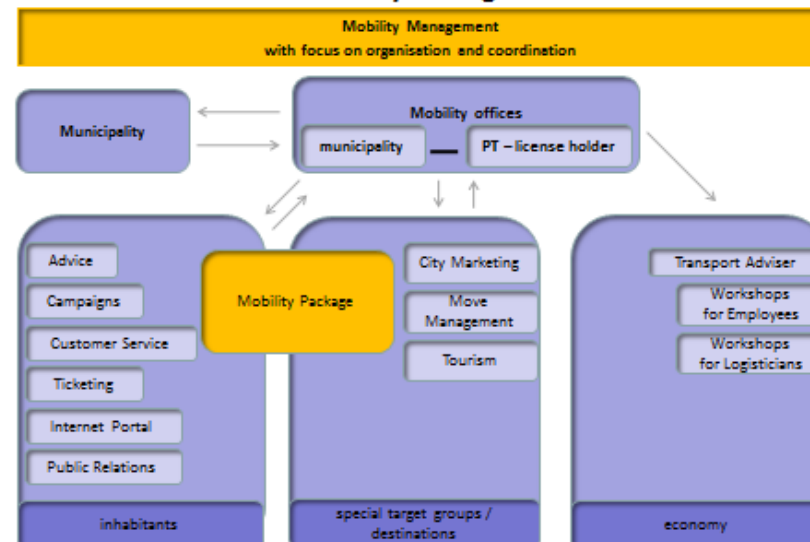 Mobility Management
with focus on organisation and coordination
Municipality
Mobility offices
municipality
PT – license holder
Advice
Campaigns
Customer Service
Ticketing
Internet Portal
Public Relations
Mobility Package
City Marketing
Move
Management
Tourism
Transport Adviser
Workshops
for Employees
Workshops
for Logisticians
inhabitants
special target groups /
destinations
economy